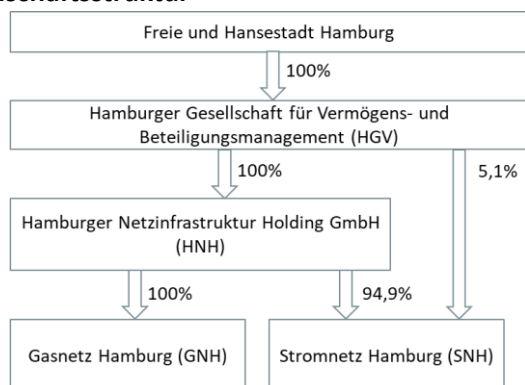 Freie und Hansestadt Hamburg
100%
Hamburger Gesellschaft für Vermögens- und
Beteiligungsmanagement (HGV)
100%
5,1%
Hamburger Netzinfrastruktur Holding GmbH
(HNH)
100%
94,9%
Gasnetz Hamburg (GNH)
Stromnetz Hamburg (SNH)